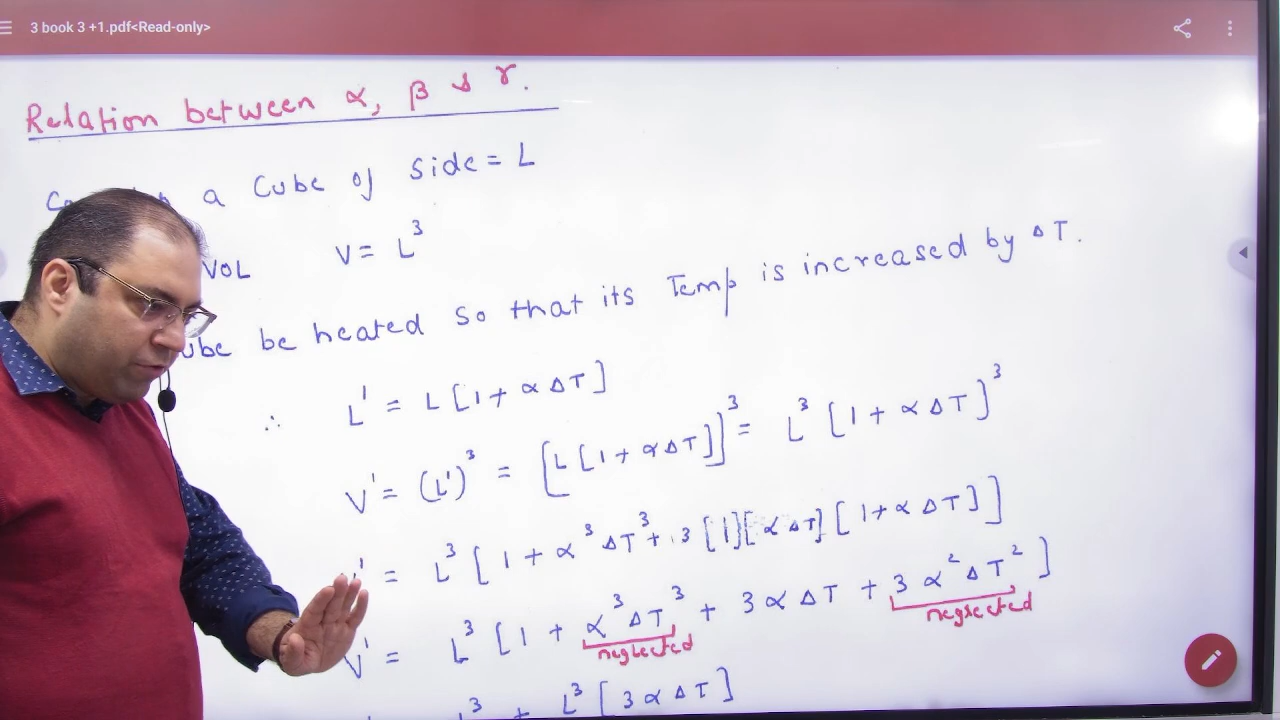 3 book 3 +1.pdf<Read-only>
Relation between α, β & γ.
a Cube of Side = L
VOL V = L³
be heated so that its Temp is increased by ΔT.
∴ L' = L [1 + α ΔT]
V' = (L')³ = [L [1 + α ΔT]]³ = L³ [1 + α ΔT]³
= L³ [1 + α³ ΔT³ + 3 [1][α ΔT] [1 + α ΔT]]
V' = L³ [1 + α³ ΔT³ + 3 α ΔT + 3 α² ΔT²]
neglected neglected
L³ + L³ [3 α ΔT]